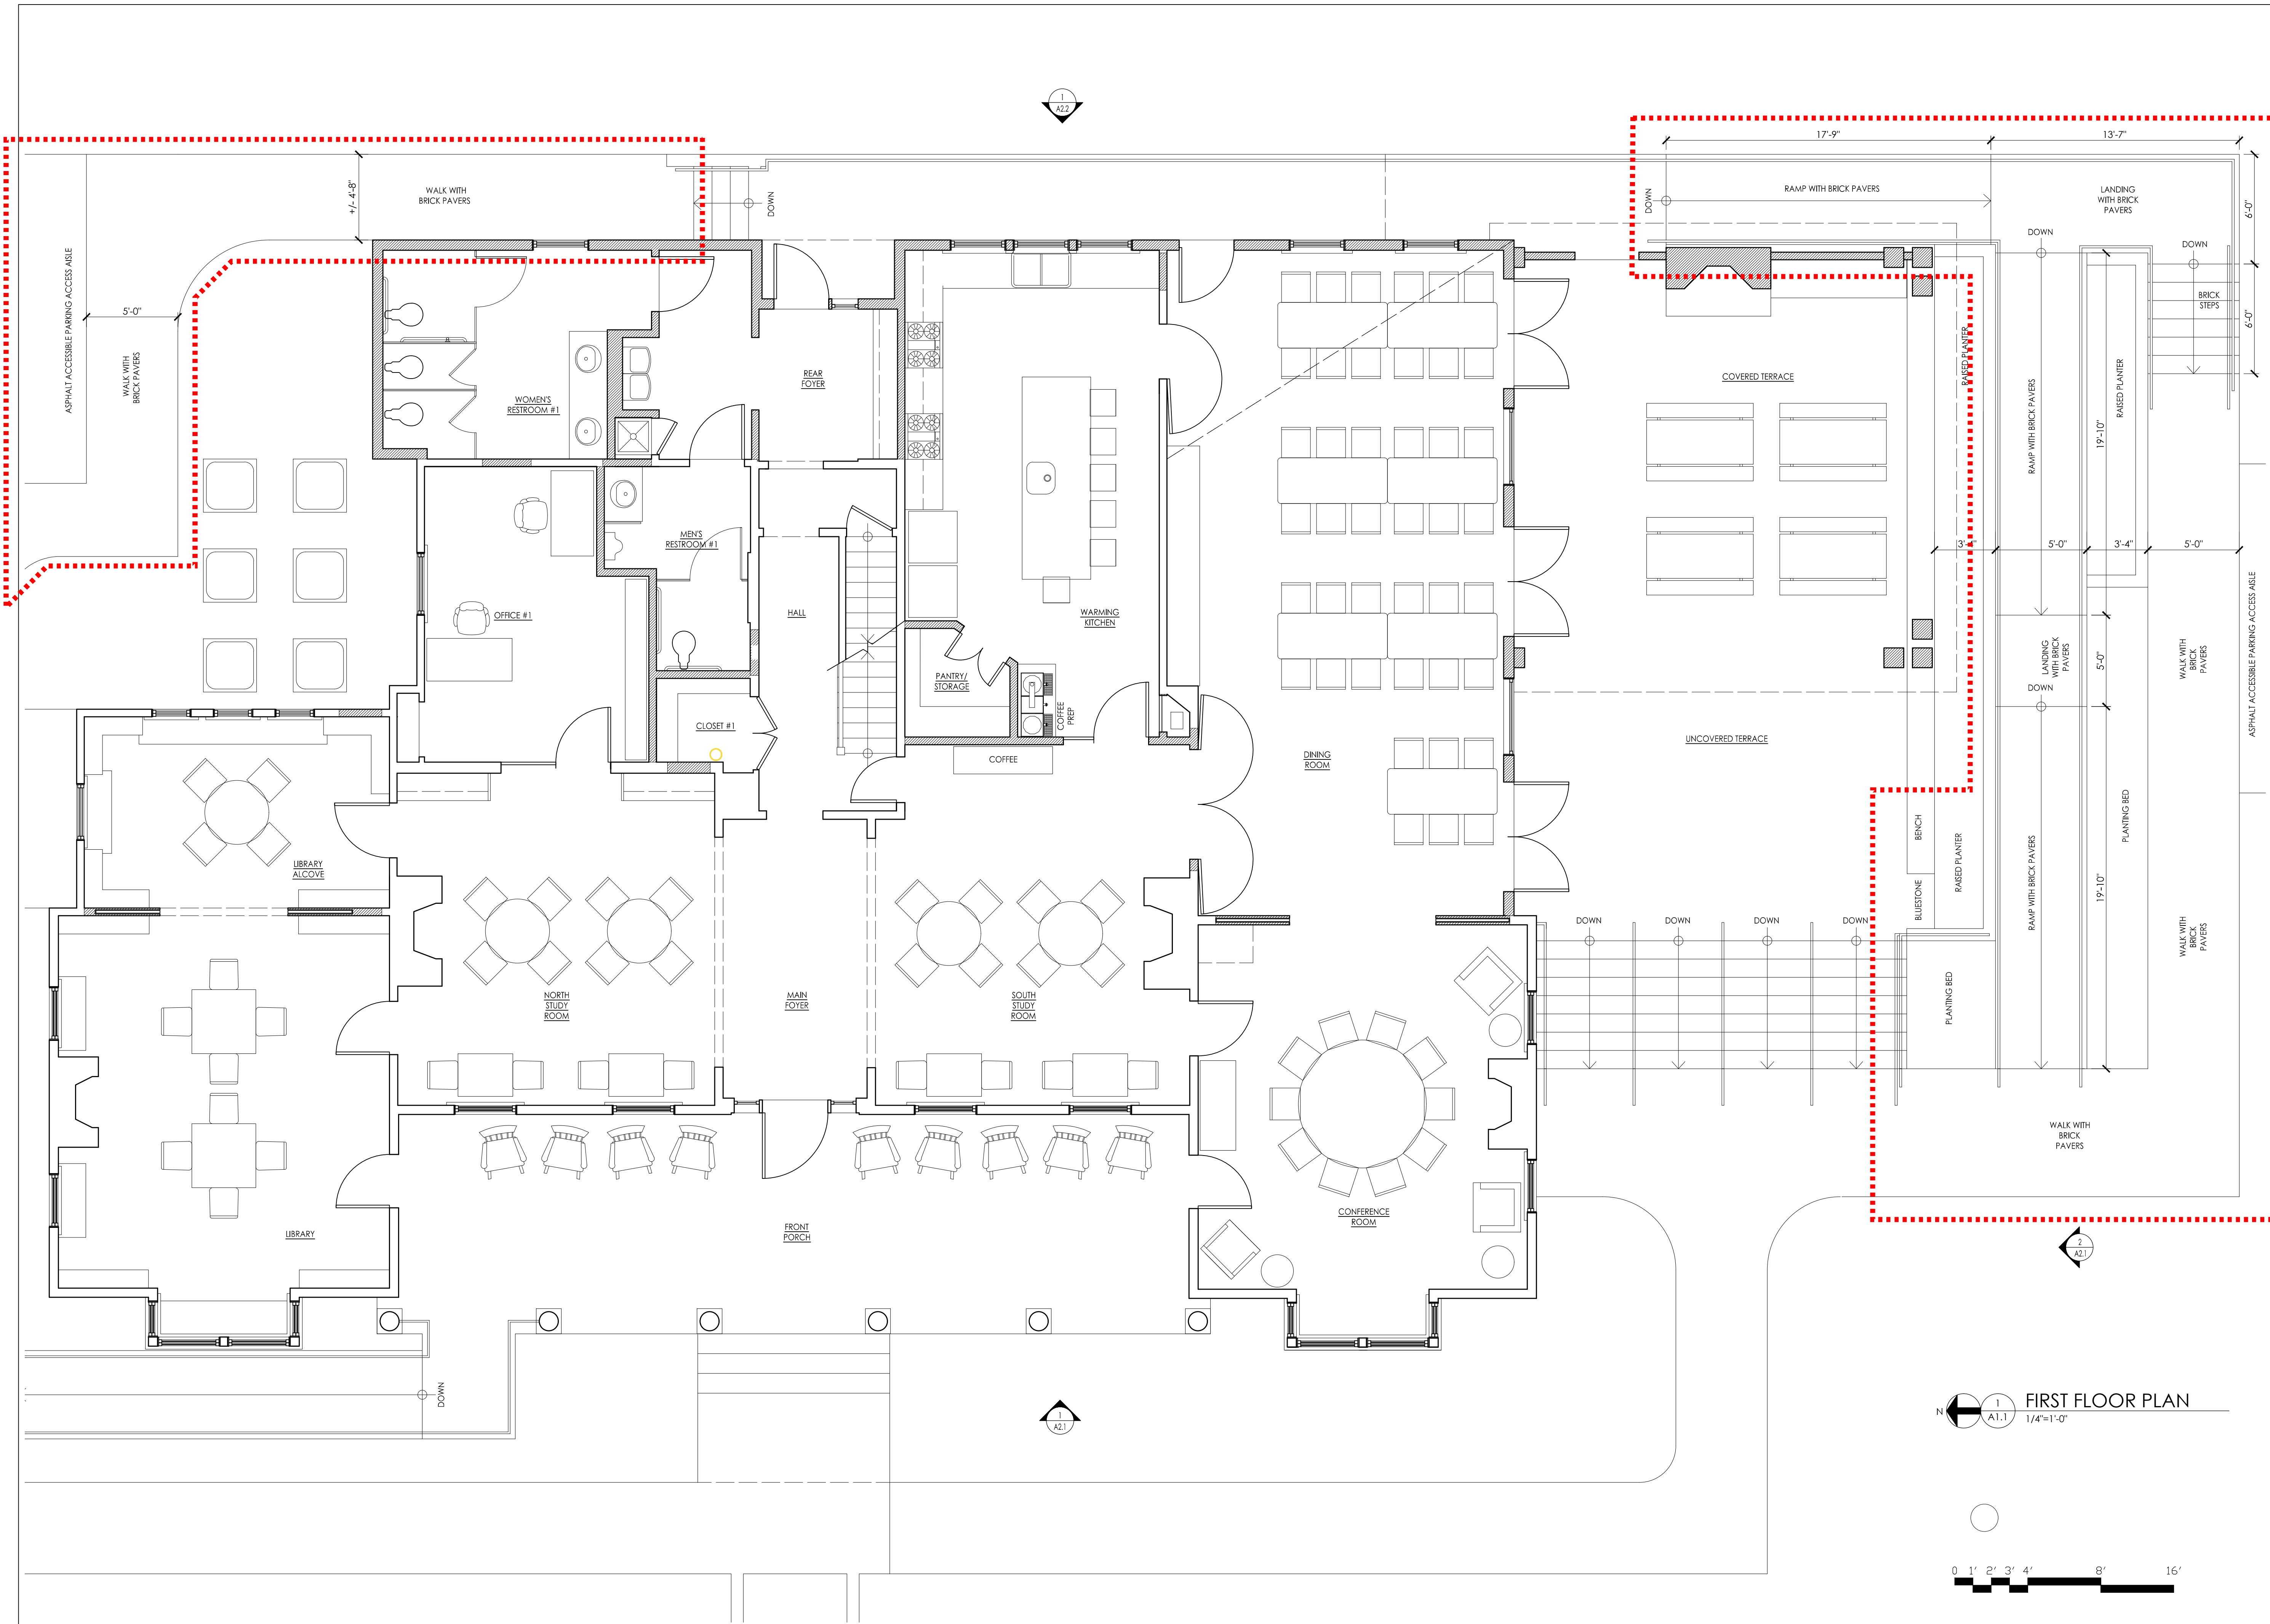 1
A2.2
17'-9"
13'-7"
+/- 4'-8"
WALK WITH
BRICK PAVERS
DOWN
DOWN
RAMP WITH BRICK PAVERS
LANDING
WITH BRICK
PAVERS
6'-0"
DOWN
DOWN
ASPHALT ACCESSIBLE PARKING ACCESS AISLE
5'-0"
WALK WITH
BRICK PAVERS
BRICK
STEPS
6'-0"
WOMEN'S
RESTROOM #1
REAR
FOYER
COVERED TERRACE
RAISED PLANTER
RAMP WITH BRICK PAVERS
19'-10"
RAISED PLANTER
MEN'S
RESTROOM #1
3'-4"
5'-0"
3'-4"
5'-0"
OFFICE #1
HALL
WARMING
KITCHEN
LANDING
WITH BRICK
PAVERS
5'-0"
WALK WITH
BRICK
PAVERS
ASPHALT ACCESSIBLE PARKING ACCESS AISLE
PANTRY/
STORAGE
COFFEE
PREP
DOWN
CLOSET #1
UNCOVERED TERRACE
COFFEE
DINING
ROOM
LIBRARY
ALCOVE
BENCH
RAISED PLANTER
RAMP WITH BRICK PAVERS
19'-10"
PLANTING BED
BLUESTONE
DOWN
DOWN
DOWN
DOWN
WALK WITH
BRICK
PAVERS
NORTH
STUDY
ROOM
MAIN
FOYER
SOUTH
STUDY
ROOM
PLANTING BED
WALK WITH
BRICK
PAVERS
LIBRARY
FRONT
PORCH
CONFERENCE
ROOM
2
A2.1
DOWN
1
A2.1
N
1
A1.1
FIRST FLOOR PLAN
1/4"=1'-0"
0 1' 2' 3' 4' 8' 16'